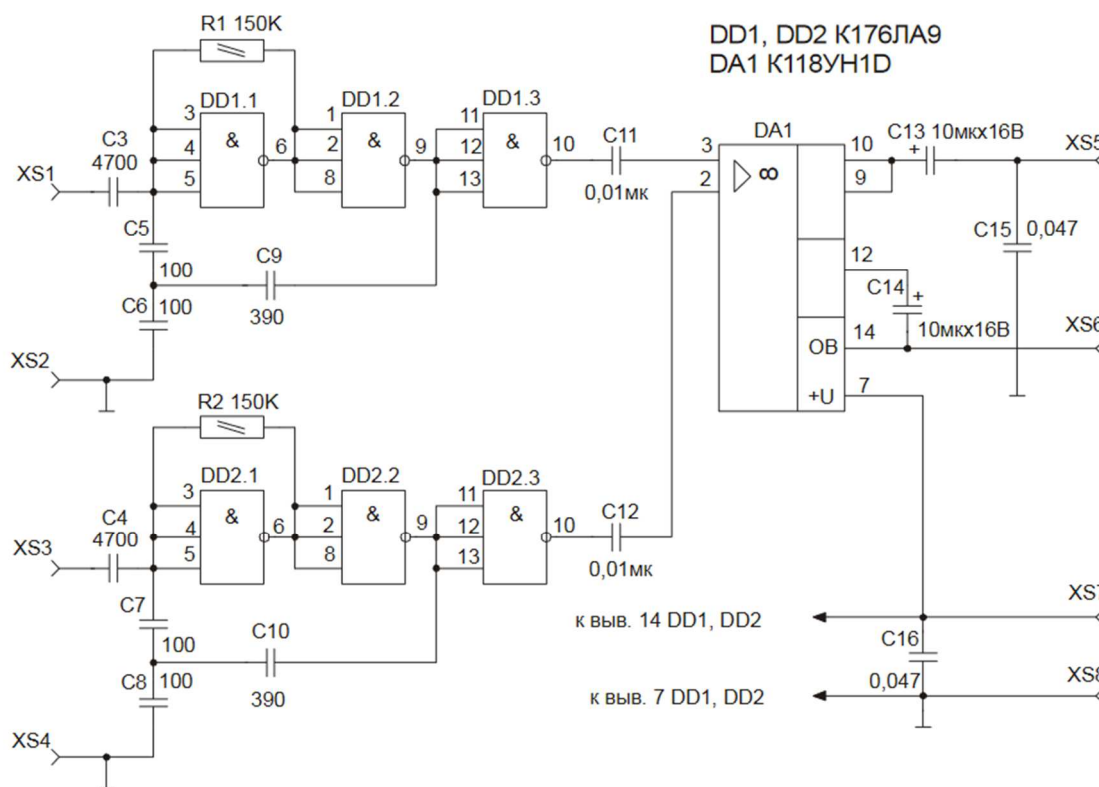 R1 150K
DD1, DD2 К176ЛА9
DA1 К118УН1D
DD1.1
DD1.2
DD1.3
C3
4700
3
4
5
&
6
1
2
8
&
9
11
12
13
&
10
C11
0,01мк
XS1
C5
100
C6
100
C9
390
XS2
3
2
DA1
▷ ∞
10
9
12
14
7
OB
+U
C13
10мкх16В
+
XS5
C15
0,047
C14
+
10мкх16В
XS6
R2 150K
DD2.1
DD2.2
DD2.3
C4
4700
3
4
5
&
6
1
2
8
&
9
11
12
13
&
10
C12
0,01мк
XS3
C7
100
C8
100
C10
390
XS4
к выв. 14 DD1, DD2
XS7
C16
0,047
к выв. 7 DD1, DD2
XS8